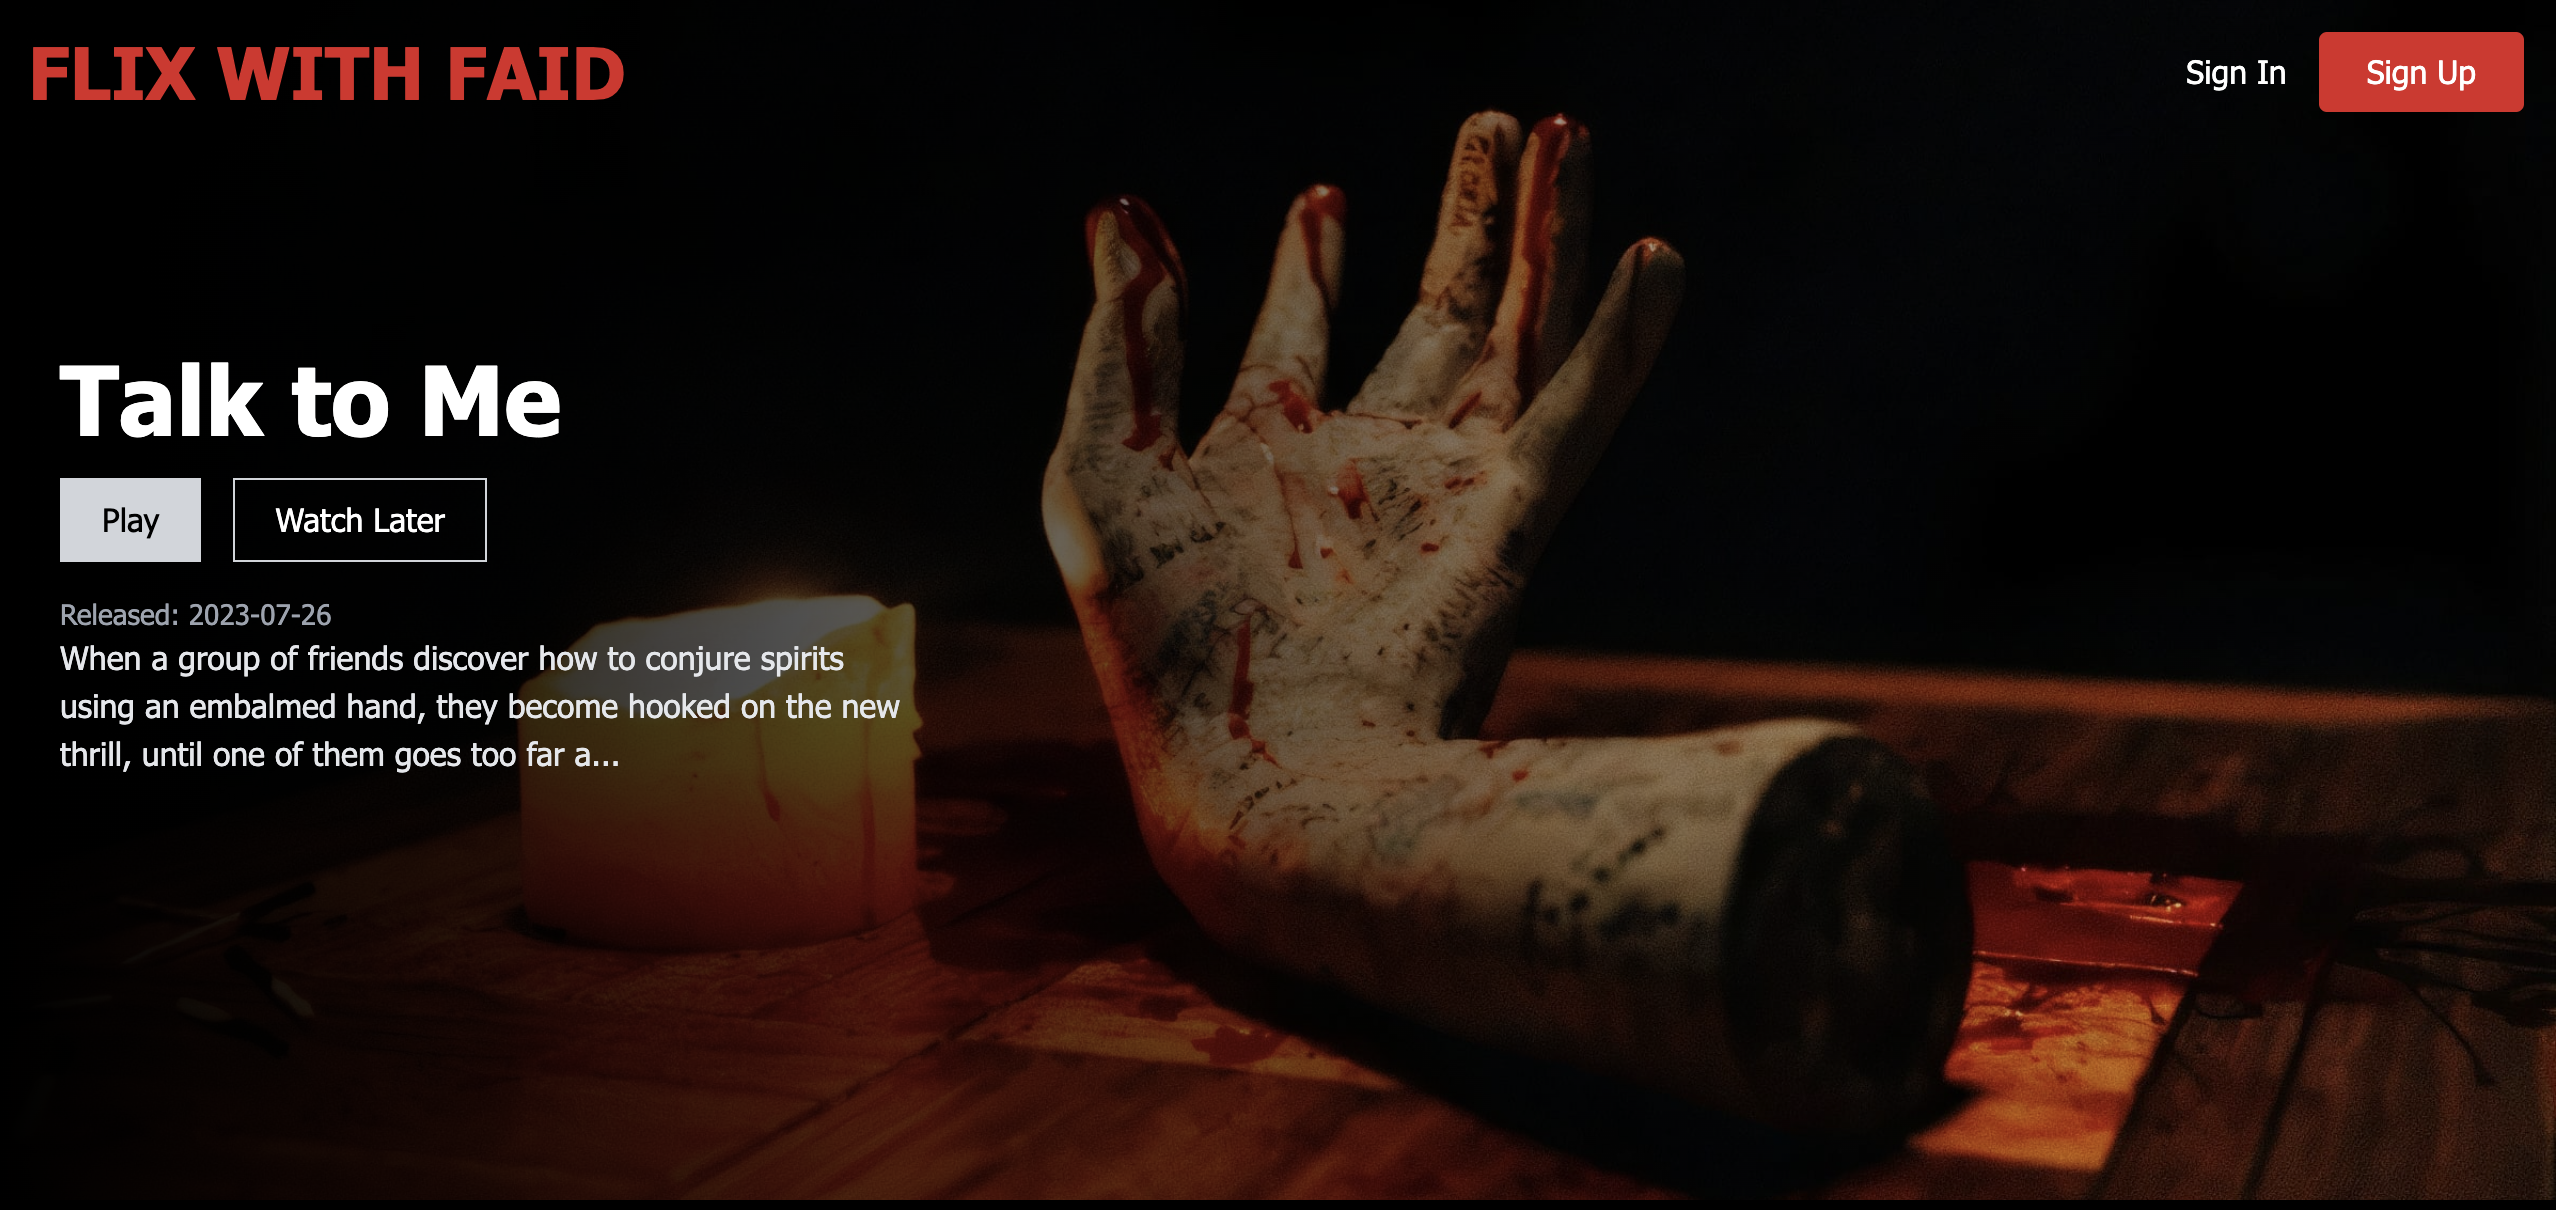 FLIX WITH FAID
Sign In
Sign Up
Talk to Me
Play
Watch Later
Released: 2023-07-26
When a group of friends discover how to conjure spirits
using an embalmed hand, they become hooked on the new
thrill, until one of them goes too far a...